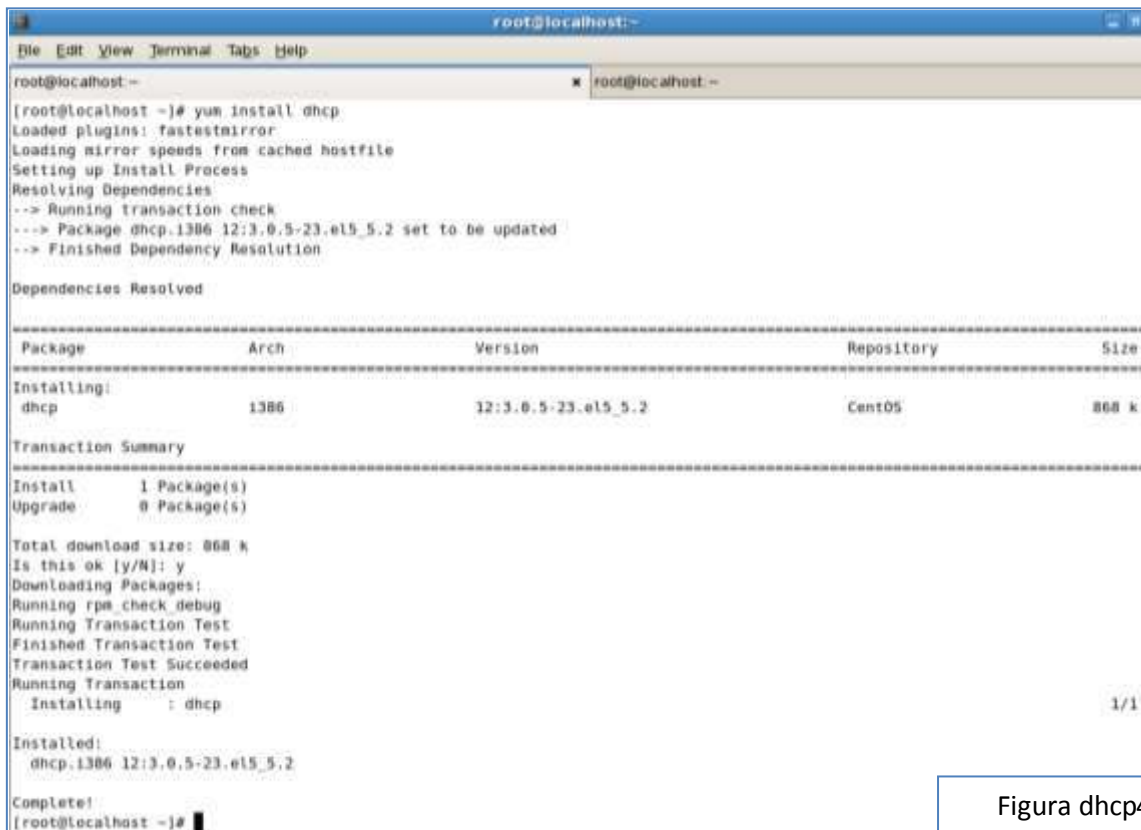 root@localhost:~
File Edit View Terminal Tabs Help
root@localhost:~ root@localhost:~
[root@localhost ~]# yum install dhcp
Loaded plugins: fastestmirror
Loading mirror speeds from cached hostfile
Setting up Install Process
Resolving Dependencies
--> Running transaction check
---> Package dhcp.i386 12:3.0.5-23.el5_5.2 set to be updated
--> Finished Dependency Resolution
Dependencies Resolved
Package Arch Version Repository Size
Installing:
dhcp i386 12:3.0.5-23.el5_5.2 CentOS 868 k
Transaction Summary
Install 1 Package(s)
Upgrade 0 Package(s)
Total download size: 868 k
Is this ok [y/N]: y
Downloading Packages:
Running rpm_check_debug
Running Transaction Test
Finished Transaction Test
Transaction Test Succeeded
Running Transaction
Installing : dhcp 1/1
Installed:
dhcp.i386 12:3.0.5-23.el5_5.2
Complete!
[root@localhost ~]#
Figura dhcp4